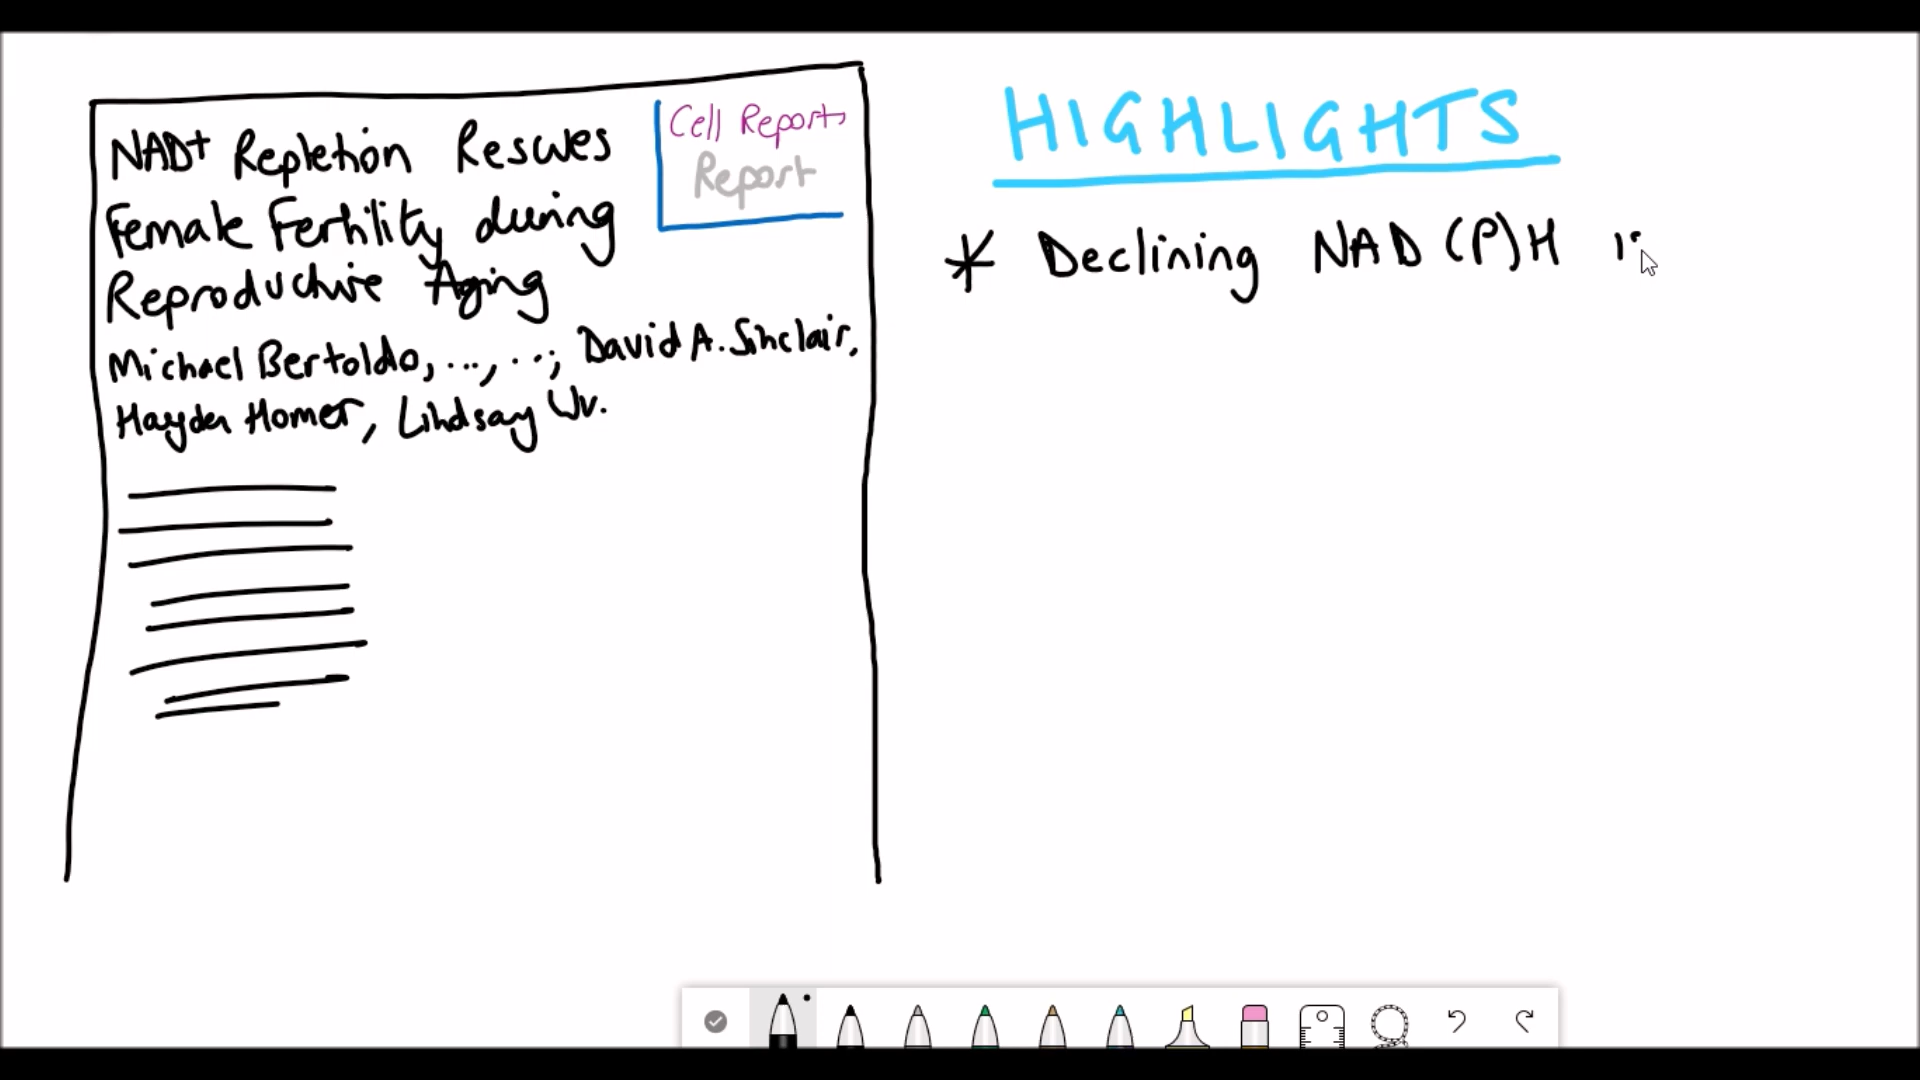 NAD+ Repletion Rescues
Female Fertility during
Reproductive Aging
Michael Bertoldo, ..., ..., David A. Sinclair,
Hayden Homer, Lindsay Wu.
Cell Reports
Report
HIGHLIGHTS
* Declining NAD(P)H